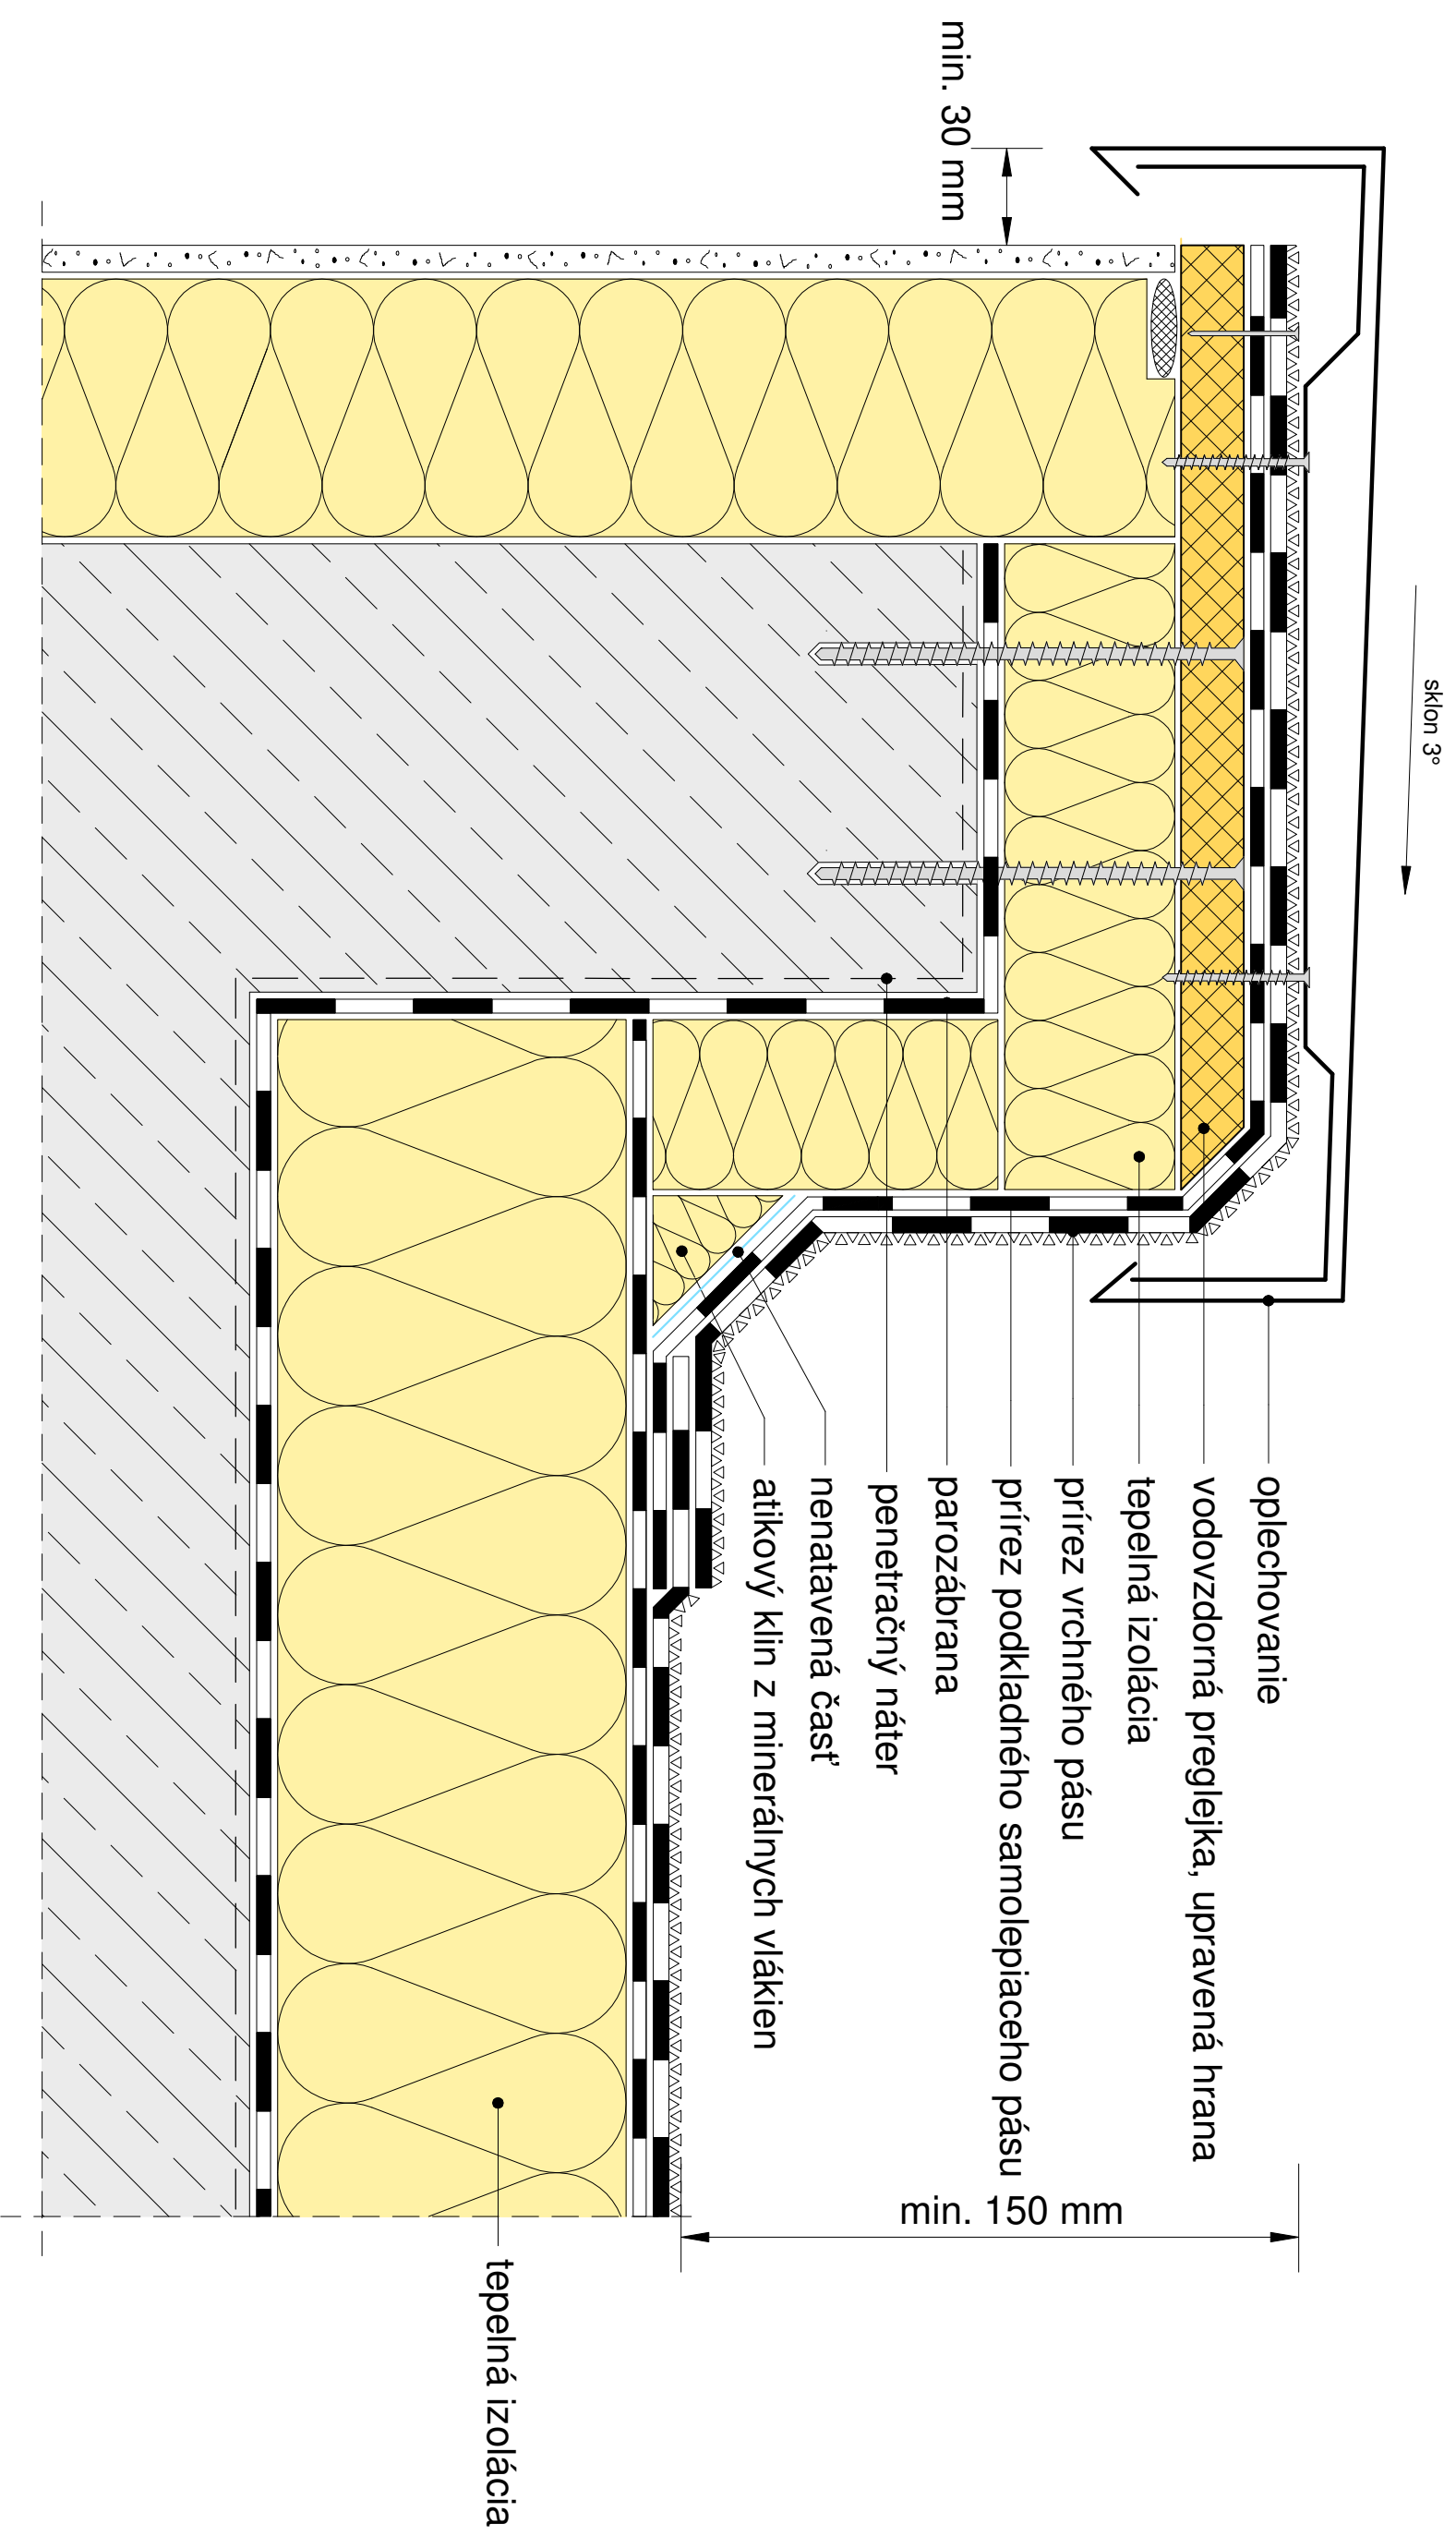 sklon 3°
min. 30 mm
oplechovanie
vodovzdorná preglejka, upravená hrana
tepelná izolácia
prírez vrchného pásu
prírez podkladného samolepiaceho pásu
parozábrana
penetračný náter
nenatavená časť
atikový klin z minerálnych vlákien
min. 150 mm
tepelná izolácia